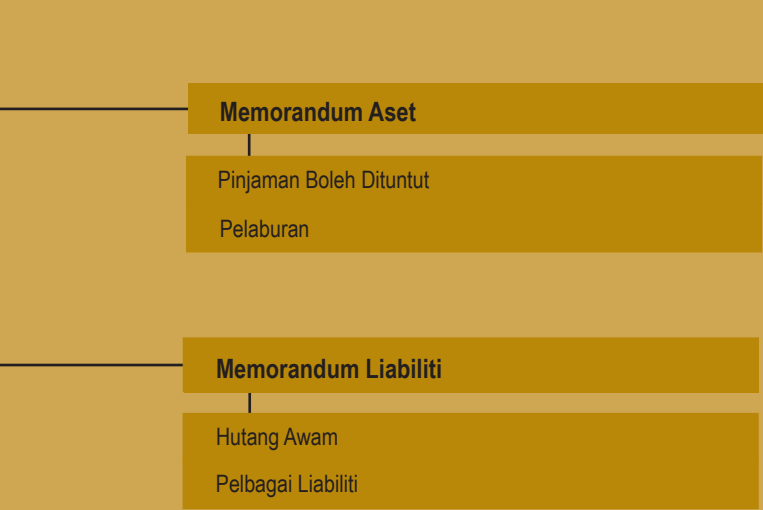 Memorandum Aset
Pinjaman Boleh Dituntut
Pelaburan
Memorandum Liabiliti
Hutang Awam
Pelbagai Liabiliti